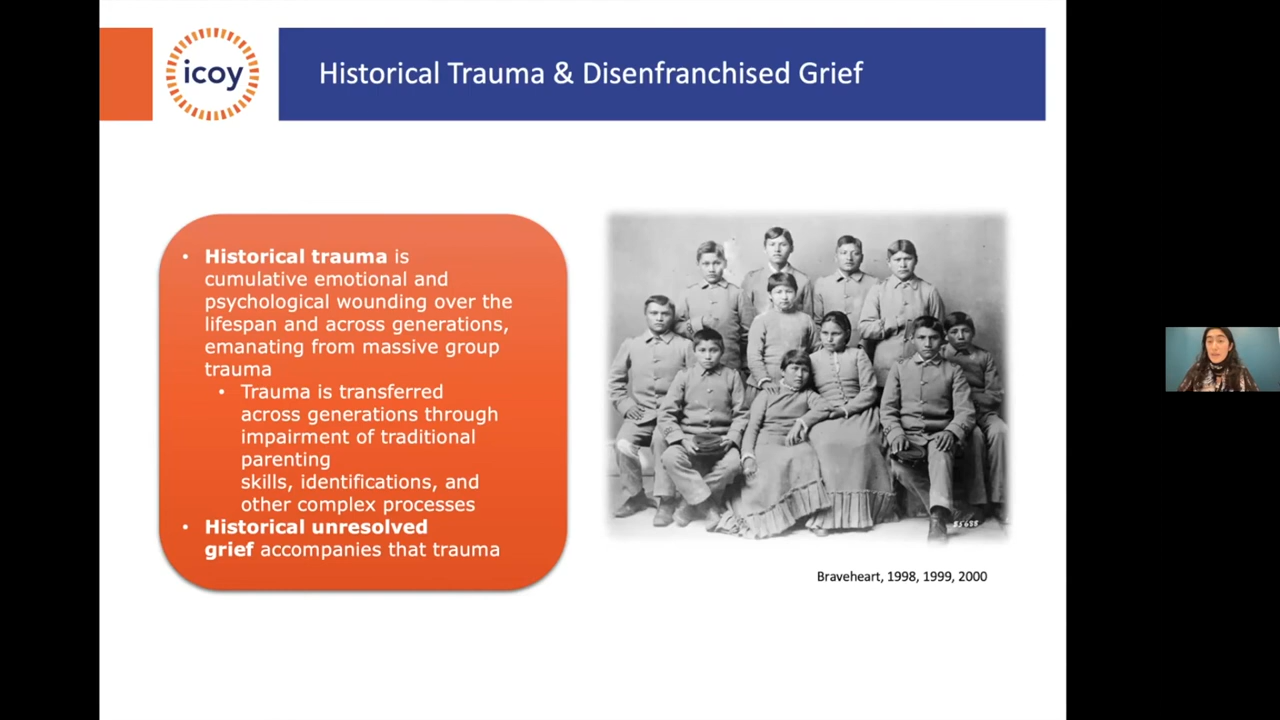 icoy
Historical Trauma & Disenfranchised Grief
• Historical trauma is
cumulative emotional and
psychological wounding over the
lifespan and across generations,
emanating from massive group
trauma
• Trauma is transferred
across generations through
impairment of traditional
parenting
skills, identifications, and
other complex processes
• Historical unresolved
grief accompanies that trauma
85688
Braveheart, 1998, 1999, 2000